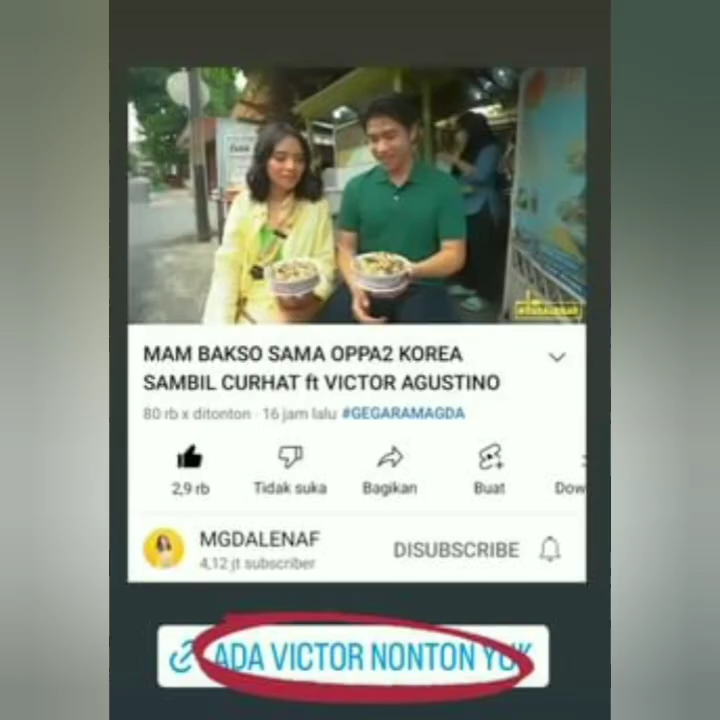 MAM BAKSO SAMA OPPA2 KOREA
SAMBIL CURHAT ft VICTOR AGUSTINO
80 rb x ditonton · 16 jam lalu #GEGARAMAGDA
2,9 rb Tidak suka Bagikan Buat Dow
MGDALENAF
4,12 jt subscriber
DISUBSCRIBE
ADA VICTOR NONTON YUK